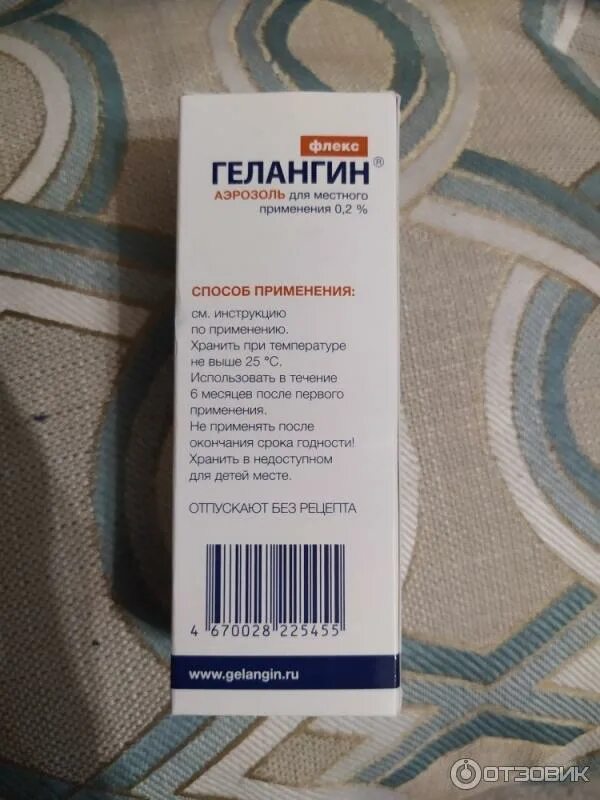 флекс
ГЕЛАНГИН®
АЭРОЗОЛЬ для местного
применения 0,2 %
СПОСОБ ПРИМЕНЕНИЯ:
см. инструкцию
по применению.
Хранить при температуре
не выше 25 °С.
Использовать в течение
6 месяцев после первого
применения.
Не применять после
окончания срока годности!
Хранить в недоступном
для детей месте.
ОТПУСКАЮТ БЕЗ РЕЦЕПТА
4 670028 225455
www.gelangin.ru
ОТЗОВИК